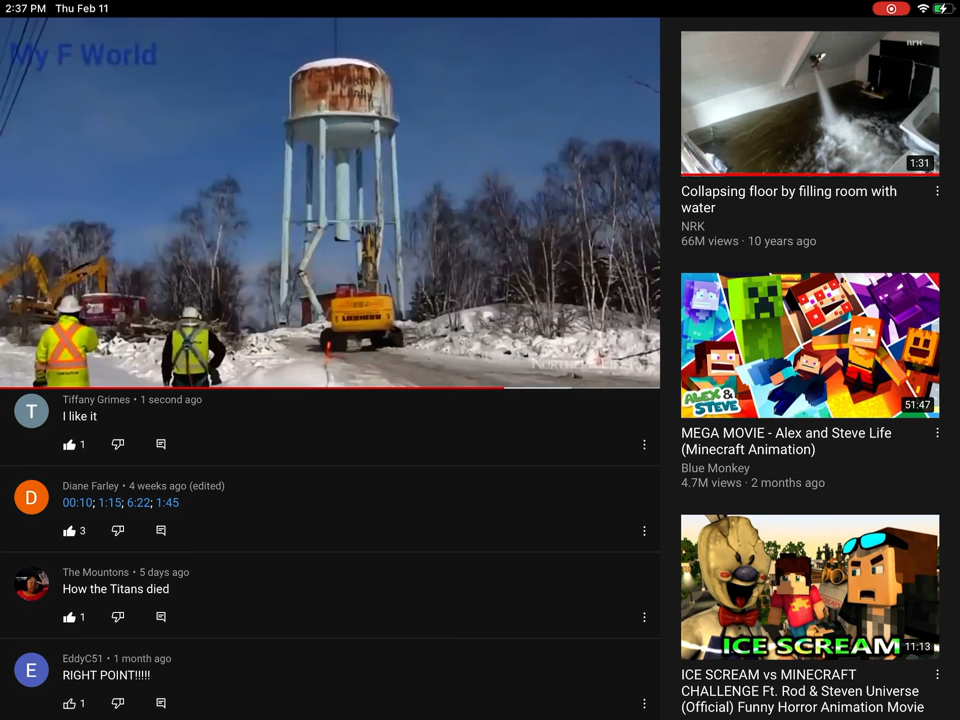 2:37 PM Thu Feb 11
My F World
LIEBHERR
T
Tiffany Grimes • 1 second ago
I like it
1
D
Diane Farley • 4 weeks ago (edited)
00:10; 1:15; 6:22; 1:45
3
The Mountons • 5 days ago
How the Titans died
1
E
EddyC51 • 1 month ago
RIGHT POINT!!!!!
1
nrk
1:31
Collapsing floor by filling room with
water
NRK
66M views · 10 years ago
ALEX &
STEVE
51:47
MEGA MOVIE - Alex and Steve Life
(Minecraft Animation)
Blue Monkey
4.7M views · 2 months ago
ICE SCREAM
11:13
ICE SCREAM vs MINECRAFT
CHALLENGE Ft. Rod & Steven Universe
(Official) Funny Horror Animation Movie